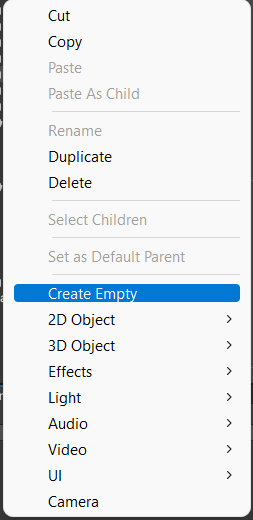 Cut
Copy
Paste
Paste As Child
Rename
Duplicate
Delete
Select Children
Set as Default Parent
Create Empty
2D Object
3D Object
Effects
Light
Audio
Video
UI
Camera